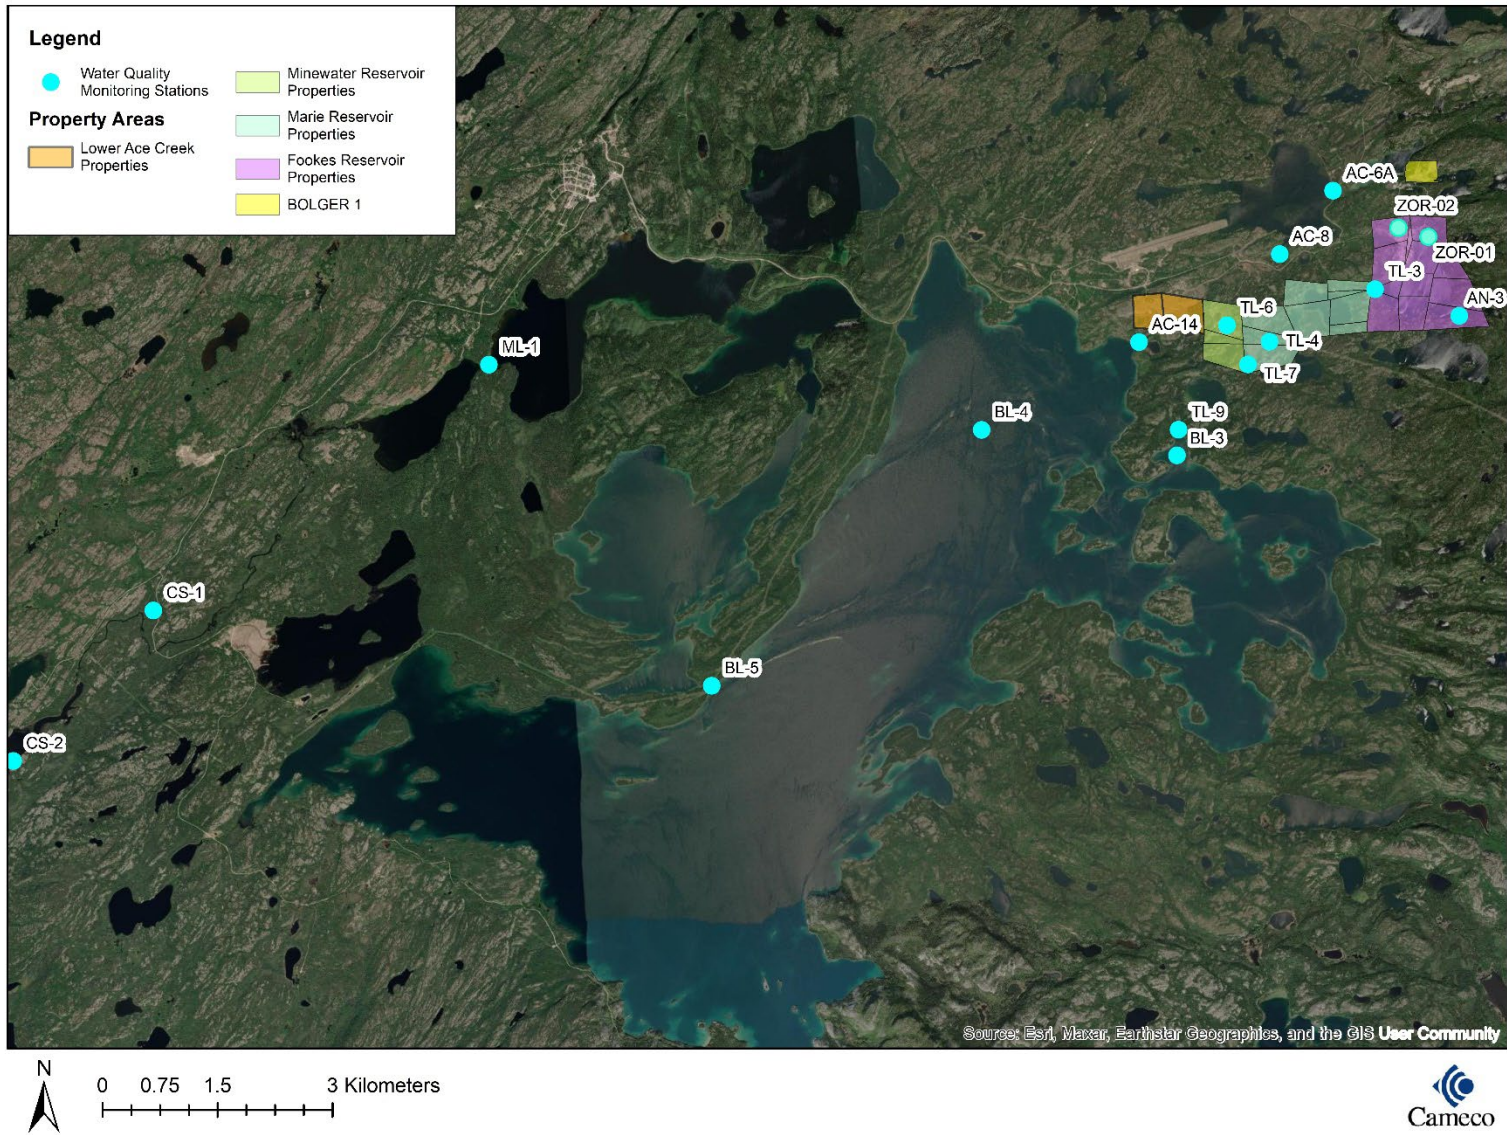 Legend
Water Quality
Monitoring Stations
Property Areas
Lower Ace Creek
Properties
Minewater Reservoir
Properties
Marie Reservoir
Properties
Fookes Reservoir
Properties
BOLGER 1
AC-6A
ZOR-02
AC-8
ZOR-01
TL-3
AN-3
TL-6
AC-14
TL-4
ML-1
TL-7
BL-4
TL-9
BL-3
CS-1
BL-5
CS-2
Source: Esri, Maxar, Earthstar Geographics, and the GIS User Community
N
0 0.75 1.5 3 Kilometers
Cameco